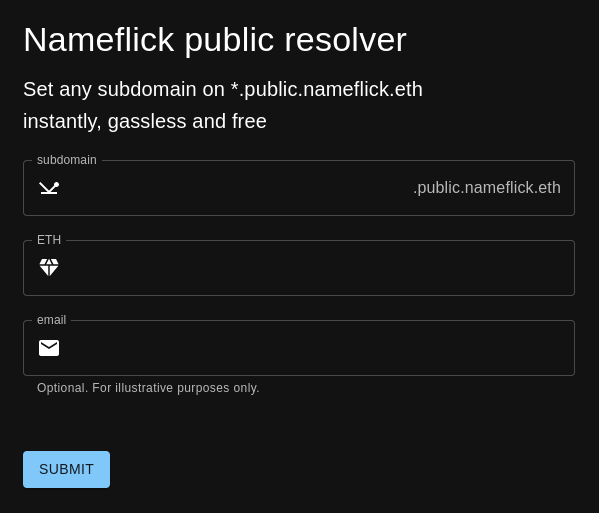 Nameflick public resolver
Set any subdomain on *.public.nameflick.eth
instantly, gassless and free
subdomain
.public.nameflick.eth
ETH
email
Optional. For illustrative purposes only.
SUBMIT